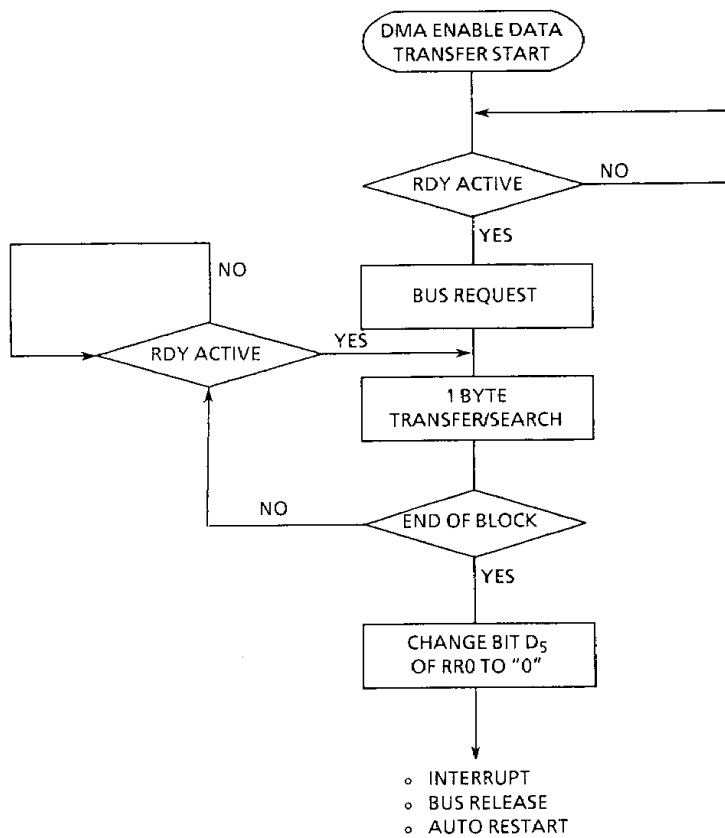 DMA ENABLE DATA
TRANSFER START
RDY ACTIVE
NO
YES
BUS REQUEST
NO
RDY ACTIVE
YES
1 BYTE
TRANSFER/SEARCH
NO
END OF BLOCK
YES
CHANGE BIT D5
OF RR0 TO "0"
o INTERRUPT
o BUS RELEASE
o AUTO RESTART